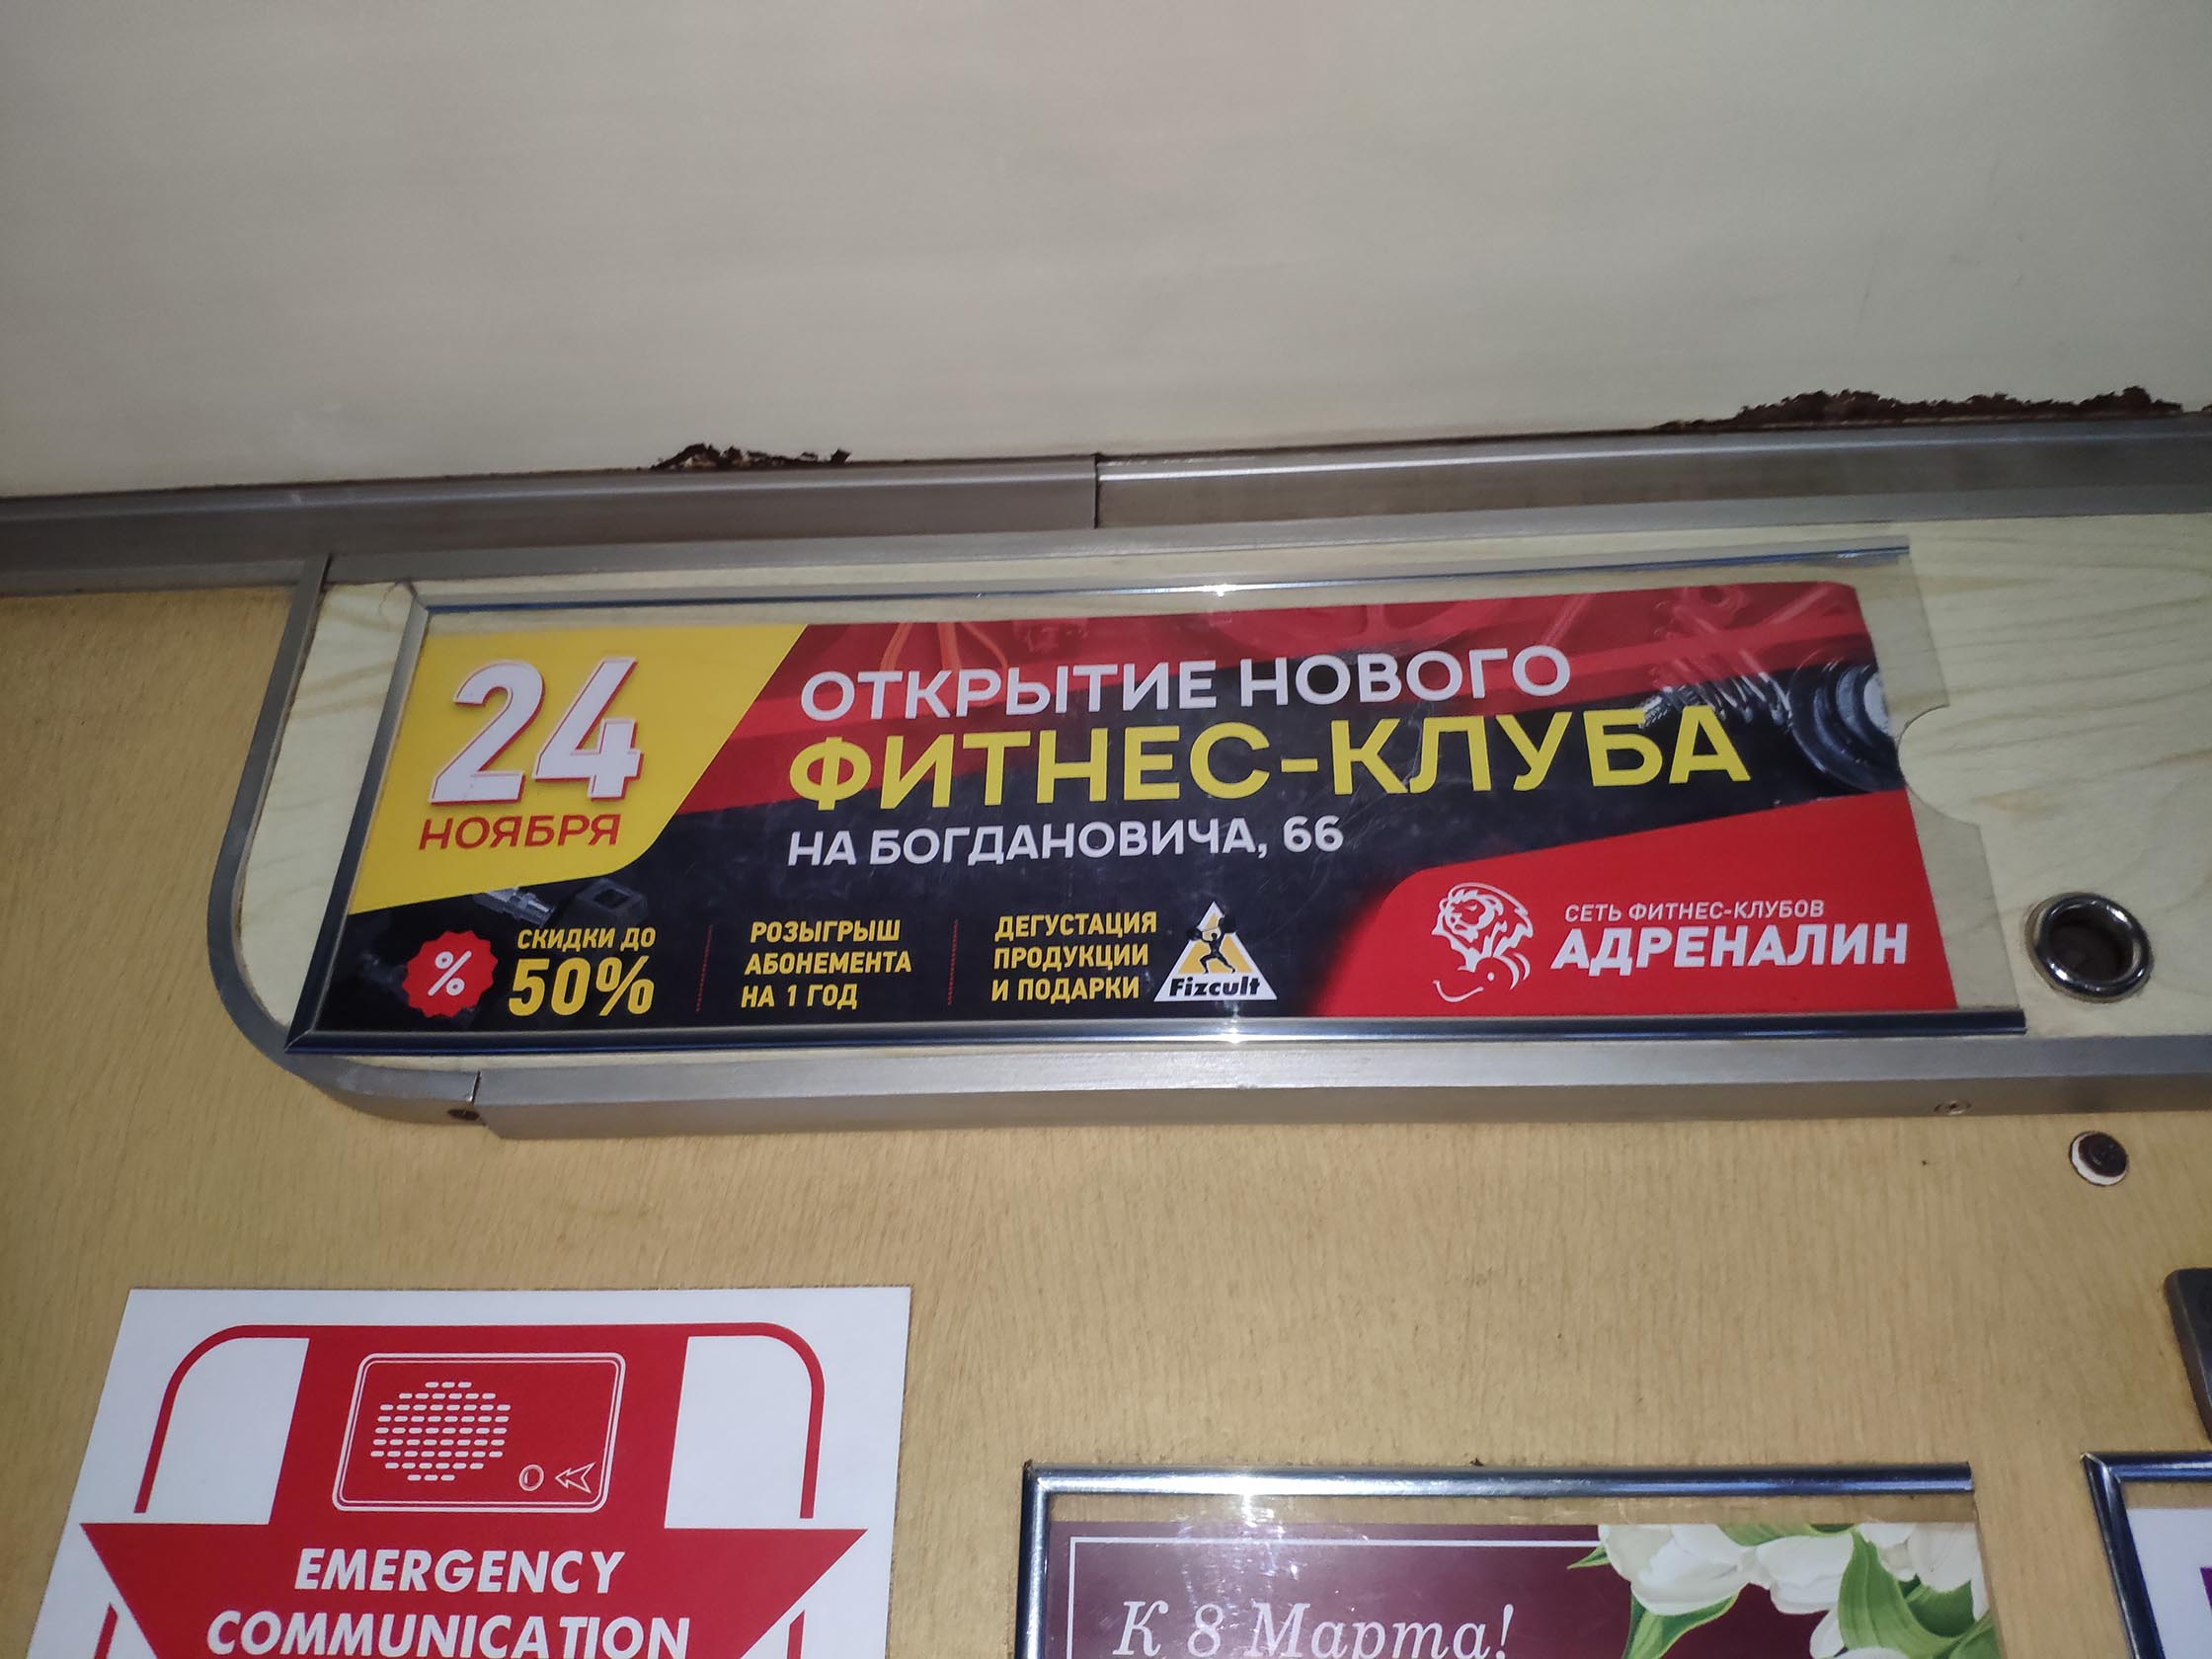 24
НОЯБРЯ
ОТКРЫТИЕ НОВОГО
ФИТНЕС-КЛУБА
НА БОГДАНОВИЧА, 66
%
СКИДКИ ДО
50%
РОЗЫГРЫШ
АБОНЕМЕНТА
НА 1 ГОД
ДЕГУСТАЦИЯ
ПРОДУКЦИИ
И ПОДАРКИ
Fizcult
СЕТЬ ФИТНЕС-КЛУБОВ
АДРЕНАЛИН
EMERGENCY
COMMUNICATION
К 8 Марта!